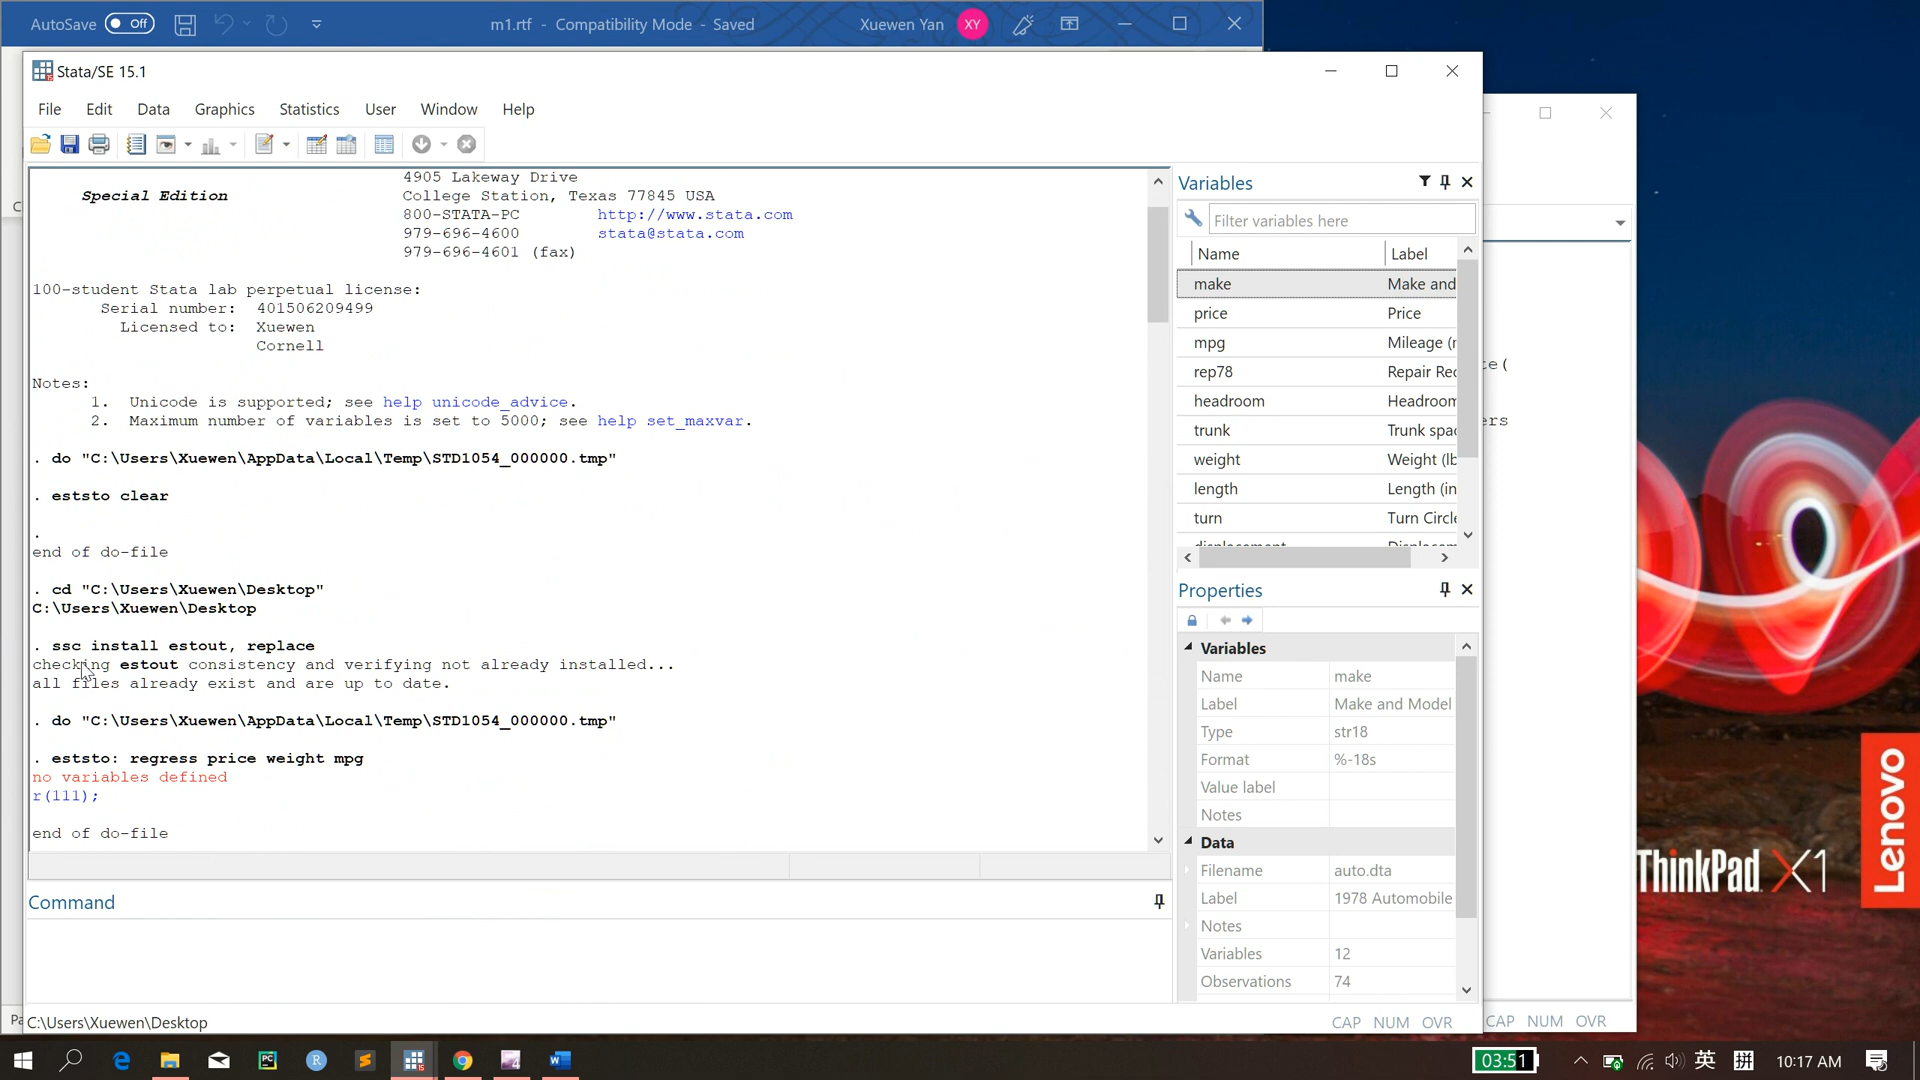 AutoSave Off m1.rtf - Compatibility Mode - Saved Xuewen Yan XY
Stata/SE 15.1
File Edit Data Graphics Statistics User Window Help
4905 Lakeway Drive
Special Edition College Station, Texas 77845 USA
800-STATA-PC http://www.stata.com
979-696-4600 stata@stata.com
979-696-4601 (fax)
100-student Stata lab perpetual license:
Serial number: 401506209499
Licensed to: Xuewen
Cornell
Notes:
1. Unicode is supported; see help unicode_advice.
2. Maximum number of variables is set to 5000; see help set_maxvar.
. do "C:\Users\Xuewen\AppData\Local\Temp\STD1054_000000.tmp"
. eststo clear
.
end of do-file
. cd "C:\Users\Xuewen\Desktop"
C:\Users\Xuewen\Desktop
. ssc install estout, replace
checking estout consistency and verifying not already installed...
all files already exist and are up to date.
. do "C:\Users\Xuewen\AppData\Local\Temp\STD1054_000000.tmp"
. eststo: regress price weight mpg
no variables defined
r(111);
end of do-file
Command
C:\Users\Xuewen\Desktop
Variables
Filter variables here
Name Label
make Make and
price Price
mpg Mileage (
rep78 Repair Rec
headroom Headroom
trunk Trunk spac
weight Weight (lb
length Length (in
turn Turn Circle
Properties
Variables
Name make
Label Make and Model
Type str18
Format %-18s
Value label
Notes
Data
Filename auto.dta
Label 1978 Automobile
Notes
Variables 12
Observations 74
CAP NUM OVR
te(
ers
CAP NUM OVR
Lenovo
ThinkPad X1
03:51 英 拼 10:17 AM